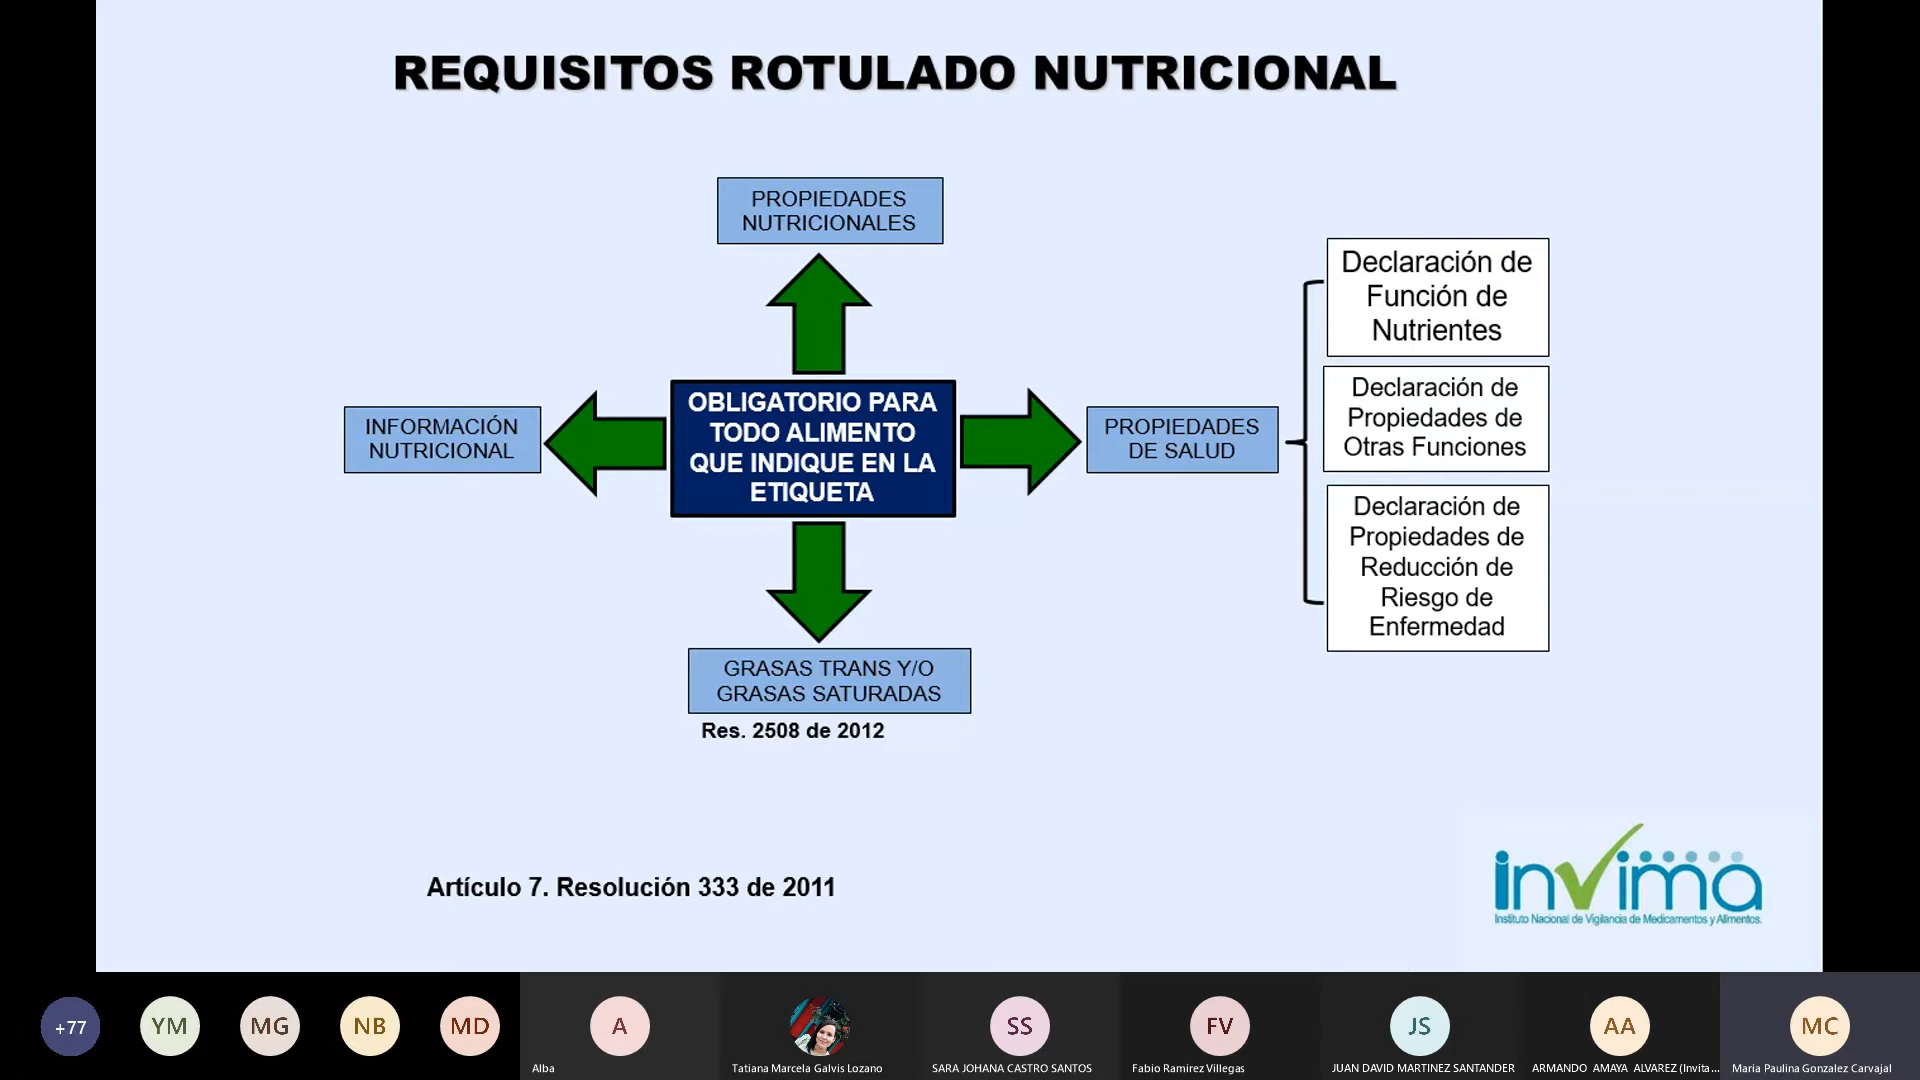 REQUISITOS ROTULADO NUTRICIONAL
PROPIEDADES
NUTRICIONALES
INFORMACIÓN
NUTRICIONAL
OBLIGATORIO PARA
TODO ALIMENTO
QUE INDIQUE EN LA
ETIQUETA
PROPIEDADES
DE SALUD
Declaración de
Función de
Nutrientes
Declaración de
Propiedades de
Otras Funciones
Declaración de
Propiedades de
Reducción de
Riesgo de
Enfermedad
GRASAS TRANS Y/O
GRASAS SATURADAS
Res. 2508 de 2012
Artículo 7. Resolución 333 de 2011
invima
Instituto Nacional de Vigilancia de Medicamentos y Alimentos.
+77
YM
MG
NB
MD
A
Alba
Tatiana Marcela Galvis Lozano
SS
SARA JOHANA CASTRO SANTOS
FV
Fabio Ramirez Villegas
JS
JUAN DAVID MARTINEZ SANTANDER
AA
ARMANDO AMAYA ALVAREZ (Invita...
MC
Maria Paulina Gonzalez Carvajal